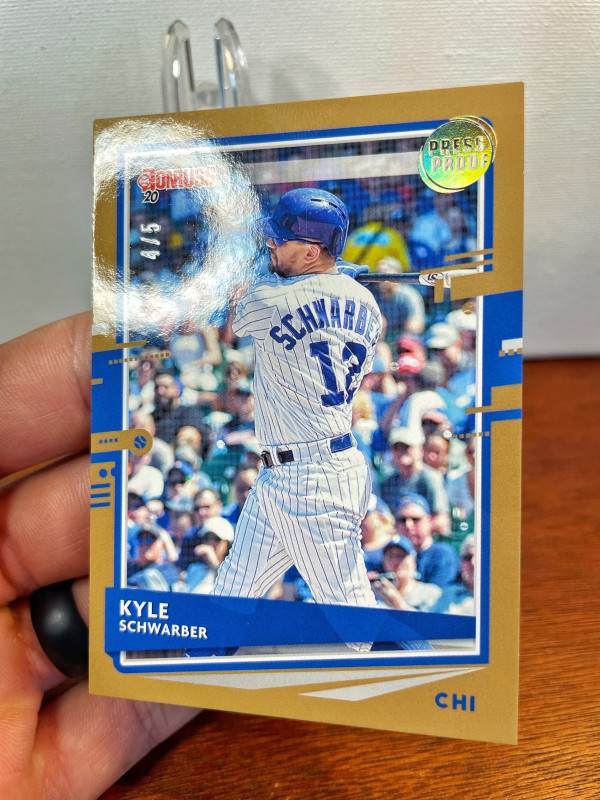 PRESS
PROOF
DONRUSS
20
4/5
SCHWARBER
12
KYLE
SCHWARBER
CHI